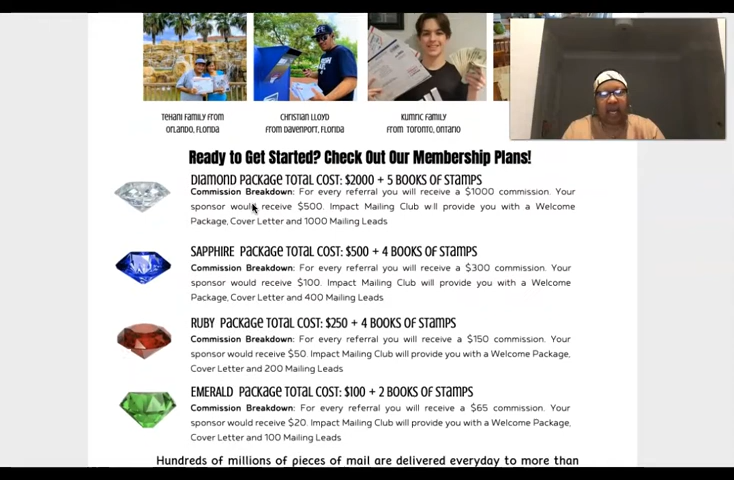 Tehani Family from
Orlando, Florida
Christian Lloyd
from Davenport, Florida
Kumric Family
from Toronto, Ontario
Ready to Get Started? Check Out Our Membership Plans!
Diamond Package Total Cost: $2000 + 5 Books of Stamps
Commission Breakdown: For every referral you will receive a $1000 commission. Your
sponsor would receive $500. Impact Mailing Club will provide you with a Welcome
Package, Cover Letter and 1000 Mailing Leads
SAPPHIRE Package Total Cost: $500 + 4 Books of Stamps
Commission Breakdown: For every referral you will receive a $300 commission. Your
sponsor would receive $100. Impact Mailing Club will provide you with a Welcome
Package, Cover Letter and 400 Mailing Leads
RUBY Package Total Cost: $250 + 4 Books of Stamps
Commission Breakdown: For every referral you will receive a $150 commission. Your
sponsor would receive $50. Impact Mailing Club will provide you with a Welcome Package,
Cover Letter and 200 Mailing Leads
EMERALD Package Total Cost: $100 + 2 Books of Stamps
Commission Breakdown: For every referral you will receive a $65 commission. Your
sponsor would receive $20. Impact Mailing Club will provide you with a Welcome Package,
Cover Letter and 100 Mailing Leads
Hundreds of millions of pieces of mail are delivered everyday to more than